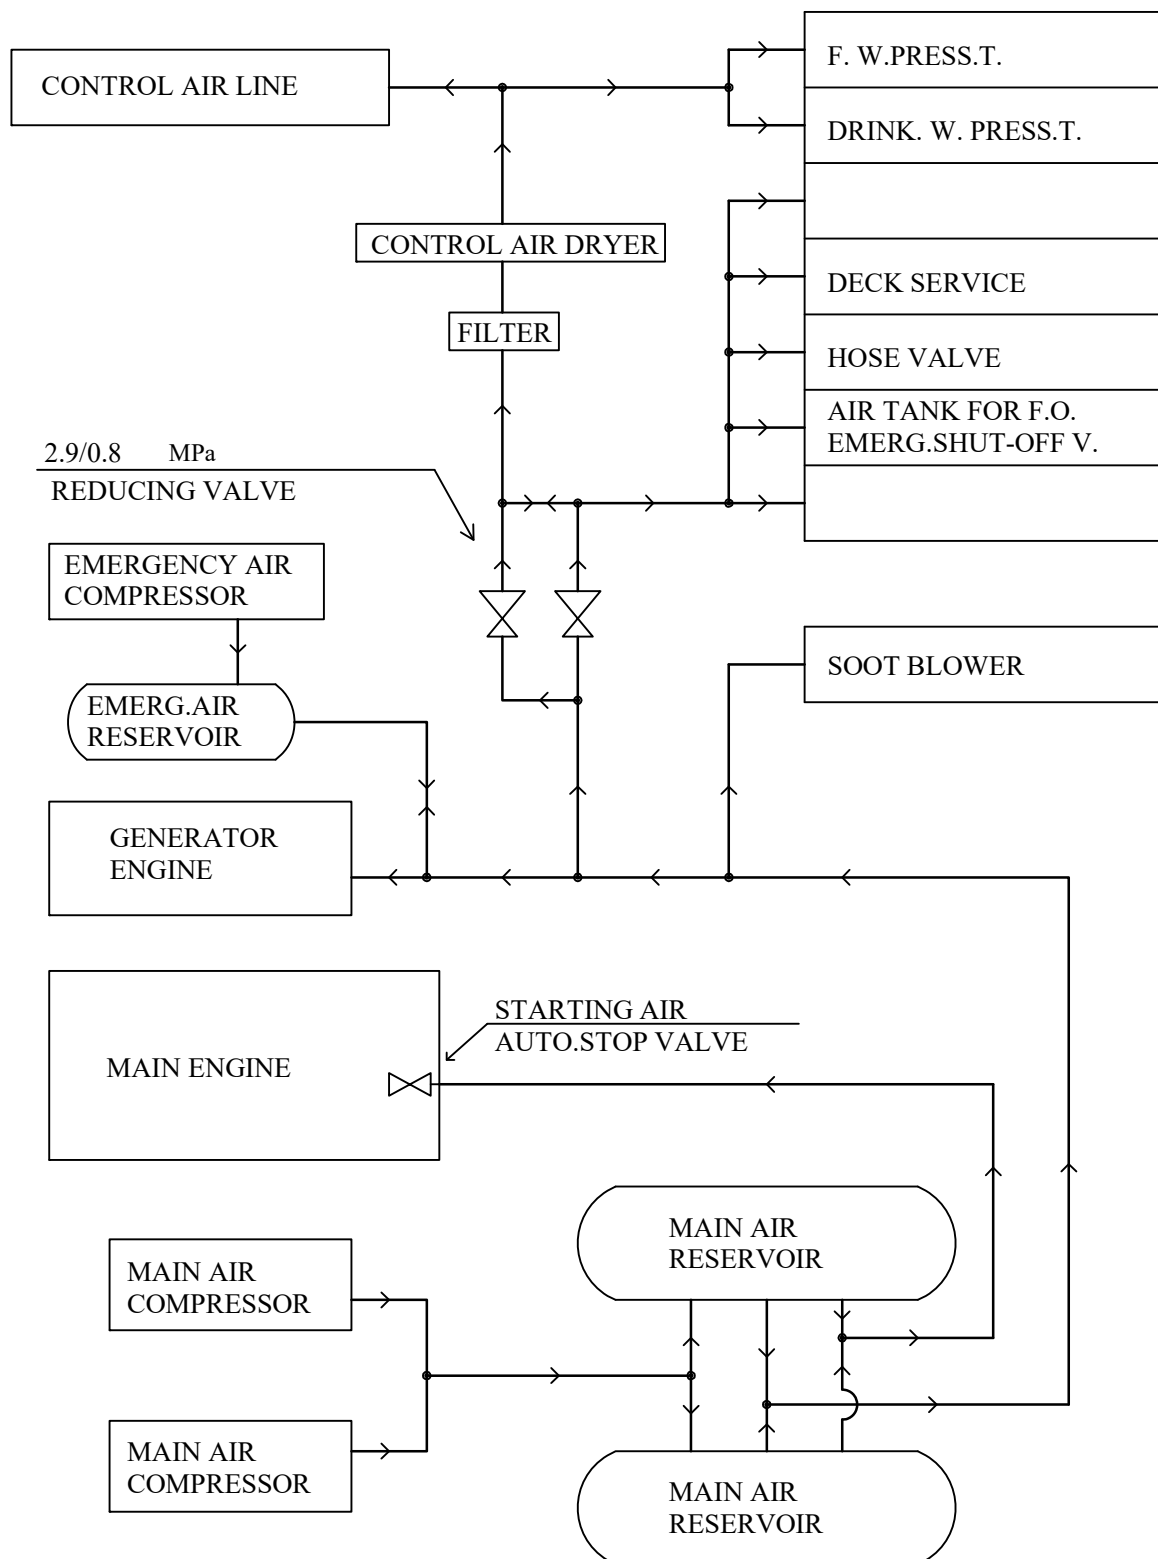 F. W.PRESS.T.
CONTROL AIR LINE
DRINK. W. PRESS.T.
CONTROL AIR DRYER
DECK SERVICE
FILTER
HOSE VALVE
AIR TANK FOR F.O.
EMERG.SHUT-OFF V.
2.9/0.8 MPa
REDUCING VALVE
EMERGENCY AIR
COMPRESSOR
SOOT BLOWER
EMERG.AIR
RESERVOIR
GENERATOR
ENGINE
STARTING AIR
AUTO.STOP VALVE
MAIN ENGINE
MAIN AIR
RESERVOIR
MAIN AIR
COMPRESSOR
MAIN AIR
COMPRESSOR
MAIN AIR
RESERVOIR